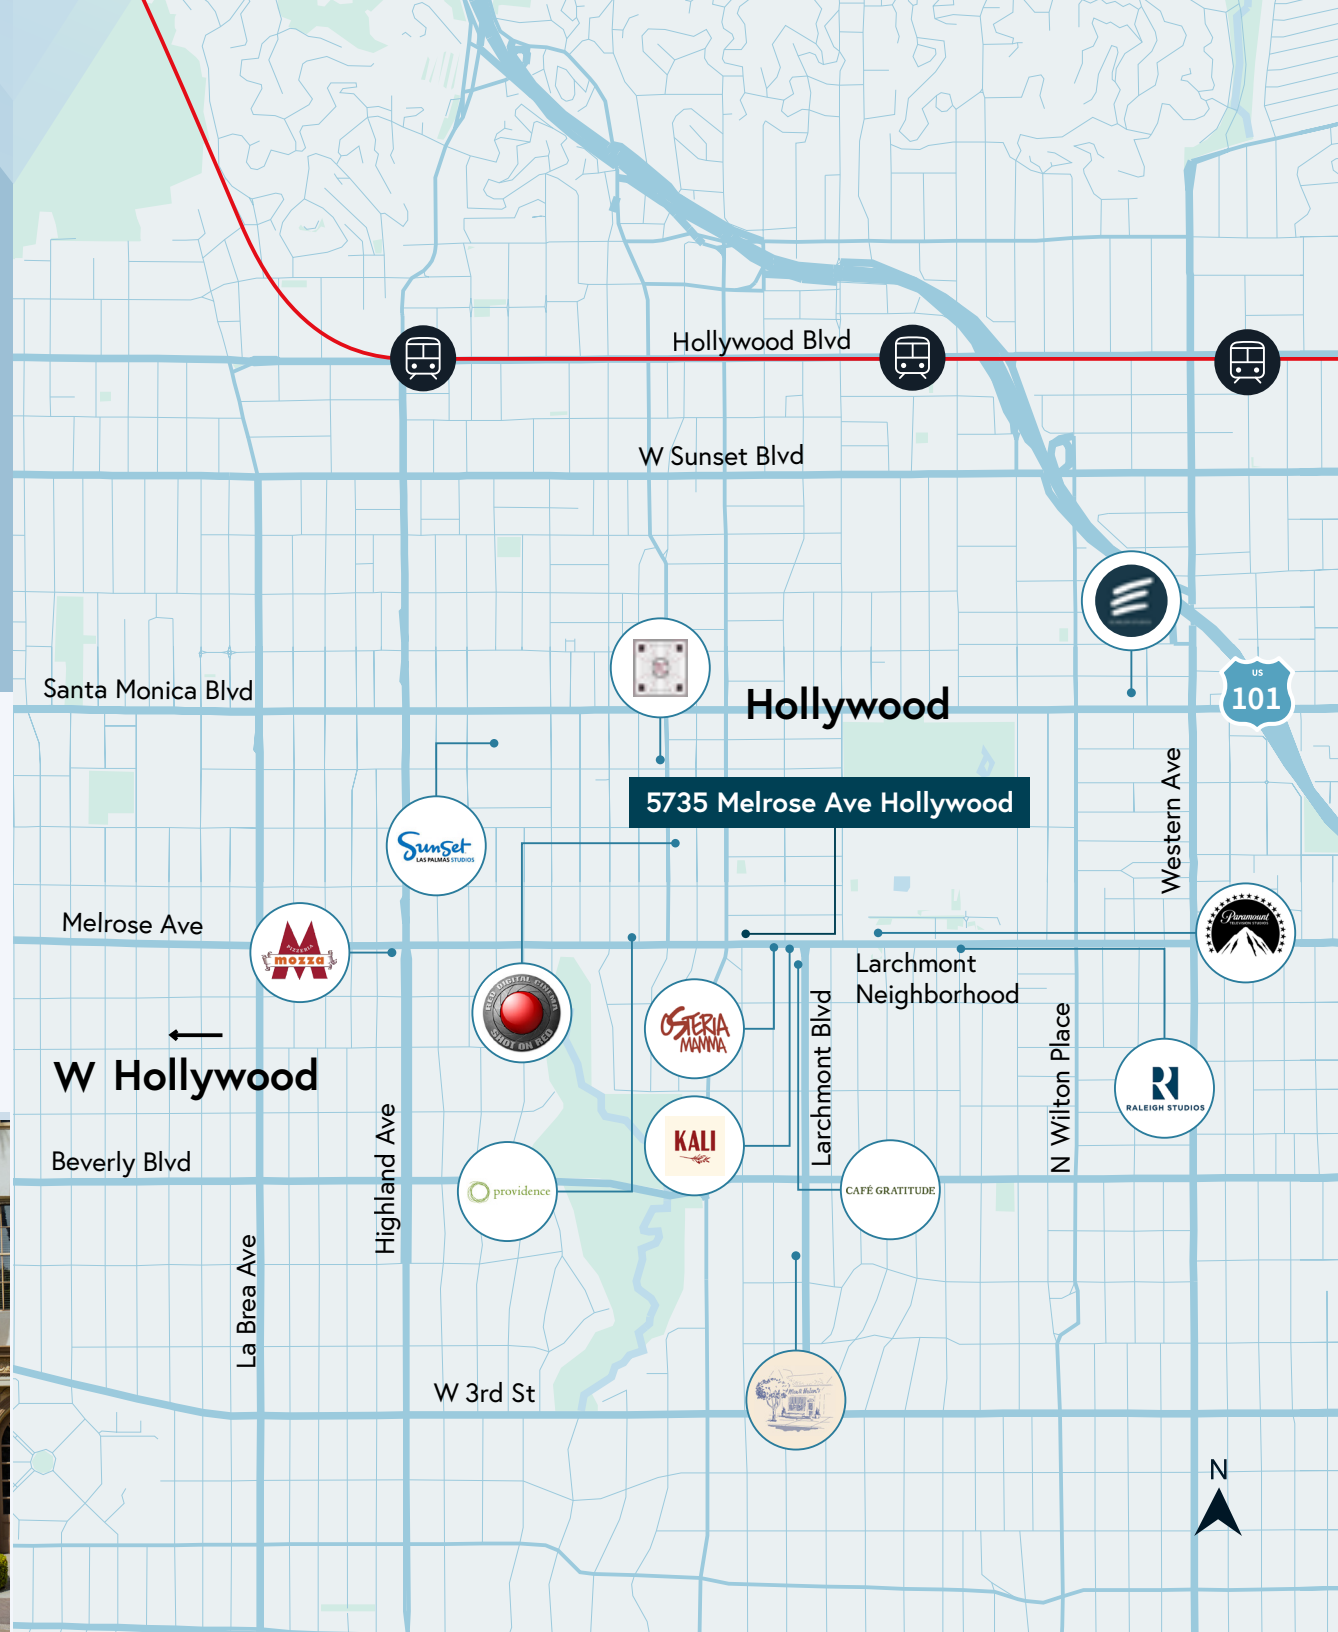 Hollywood Blvd
W Sunset Blvd
US
101
Santa Monica Blvd
Hollywood
5735 Melrose Ave Hollywood
Western Ave
Sunset
LAS PALMAS STUDIOS
Melrose Ave
PIZZERIA
mozza
Paramount
TELEVISION STUDIOS
Larchmont
Neighborhood
RED DIGITAL CINEMA
SHOT ON RED
OSTERIA
MAMMA
Larchmont Blvd
N Wilton Place
W Hollywood
RALEIGH STUDIOS
KALI
Highland Ave
Beverly Blvd
providence
CAFÉ GRATITUDE
La Brea Ave
W 3rd St
N